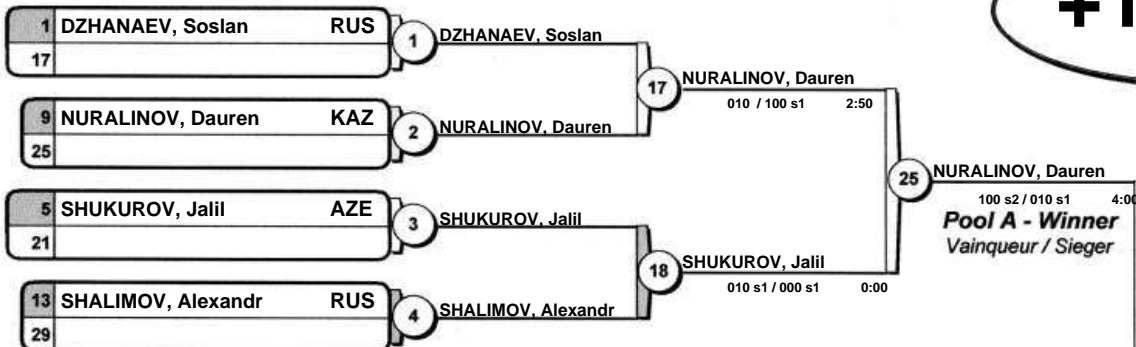 +1
1 DZHANAEV, Soslan RUS
17
1
DZHANAEV, Soslan
9 NURALINOV, Dauren KAZ
25
2
NURALINOV, Dauren
17
NURALINOV, Dauren
010 / 100 s1 2:50
5 SHUKUROV, Jalil AZE
21
3
SHUKUROV, Jalil
13 SHALIMOV, Alexandr RUS
29
4
SHALIMOV, Alexandr
18
SHUKUROV, Jalil
010 s1 / 000 s1 0:00
25
NURALINOV, Dauren
100 s2 / 010 s1 4:00
Pool A - Winner
Vainqueur / Sieger